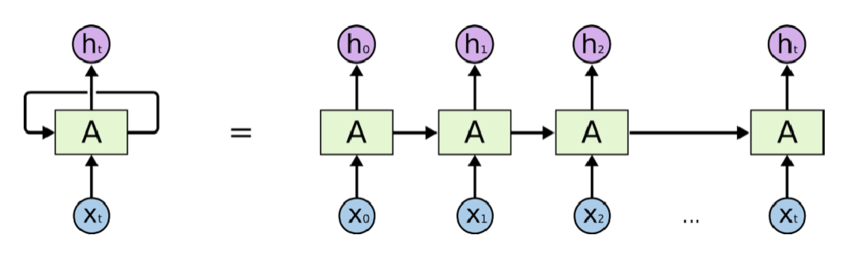 hₜ h₀ h₁ h₂ hₜ
A = A A A A
xₜ x₀ x₁ x₂ ... xₜ